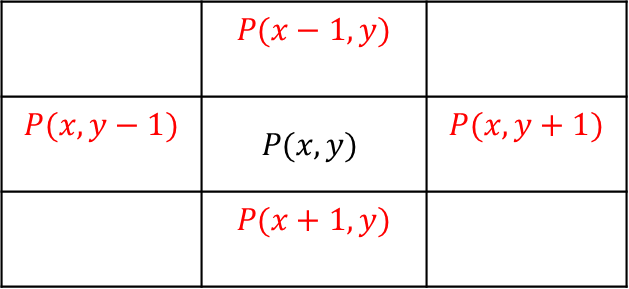 P(x − 1, y)
P(x, y − 1) P(x, y) P(x, y + 1)
P(x + 1, y)